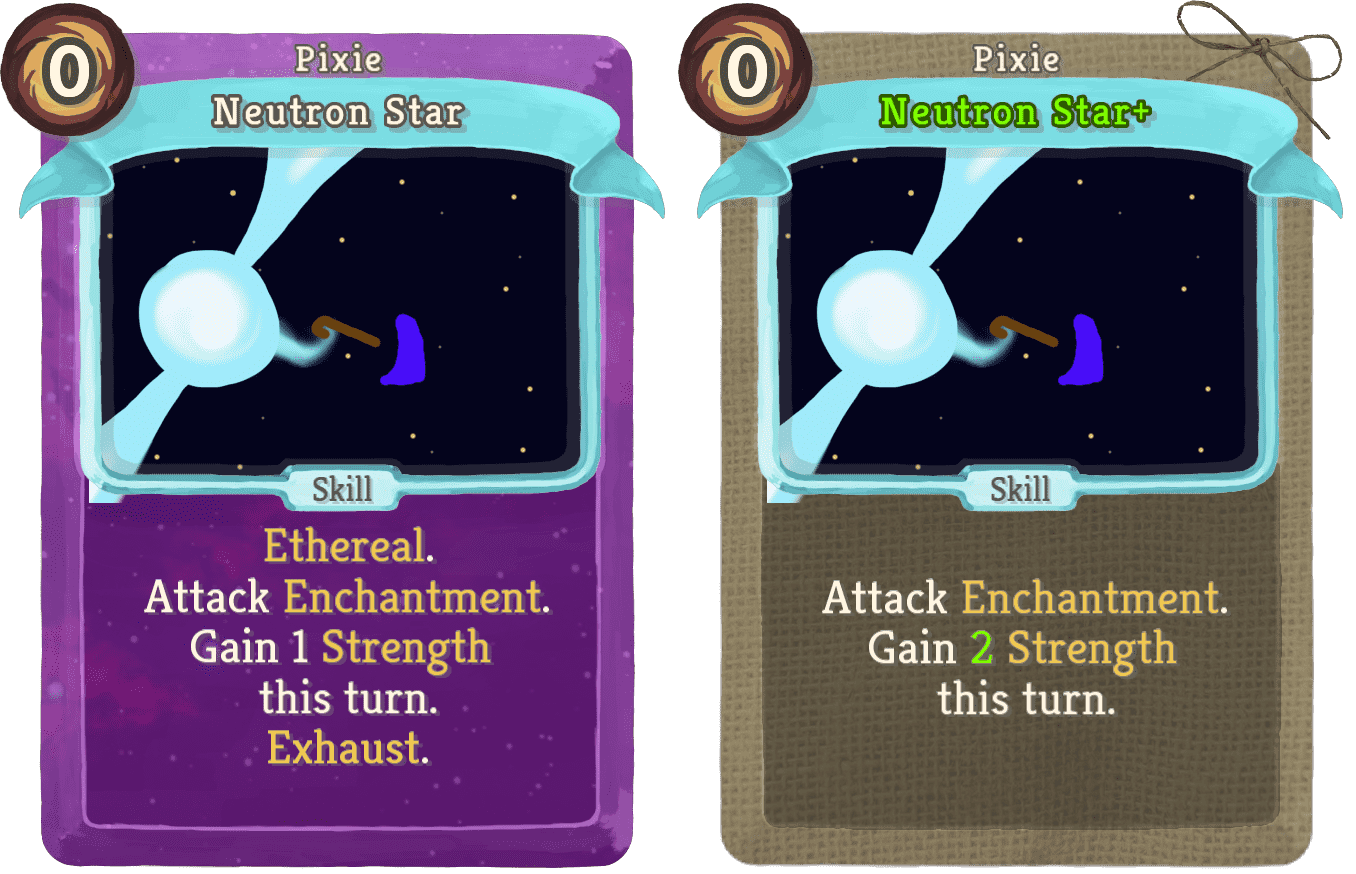 0
Pixie
Neutron Star
Skill
Ethereal.
Attack Enchantment.
Gain 1 Strength
this turn.
Exhaust.
0
Pixie
Neutron Star+
Skill
Attack Enchantment.
Gain 2 Strength
this turn.